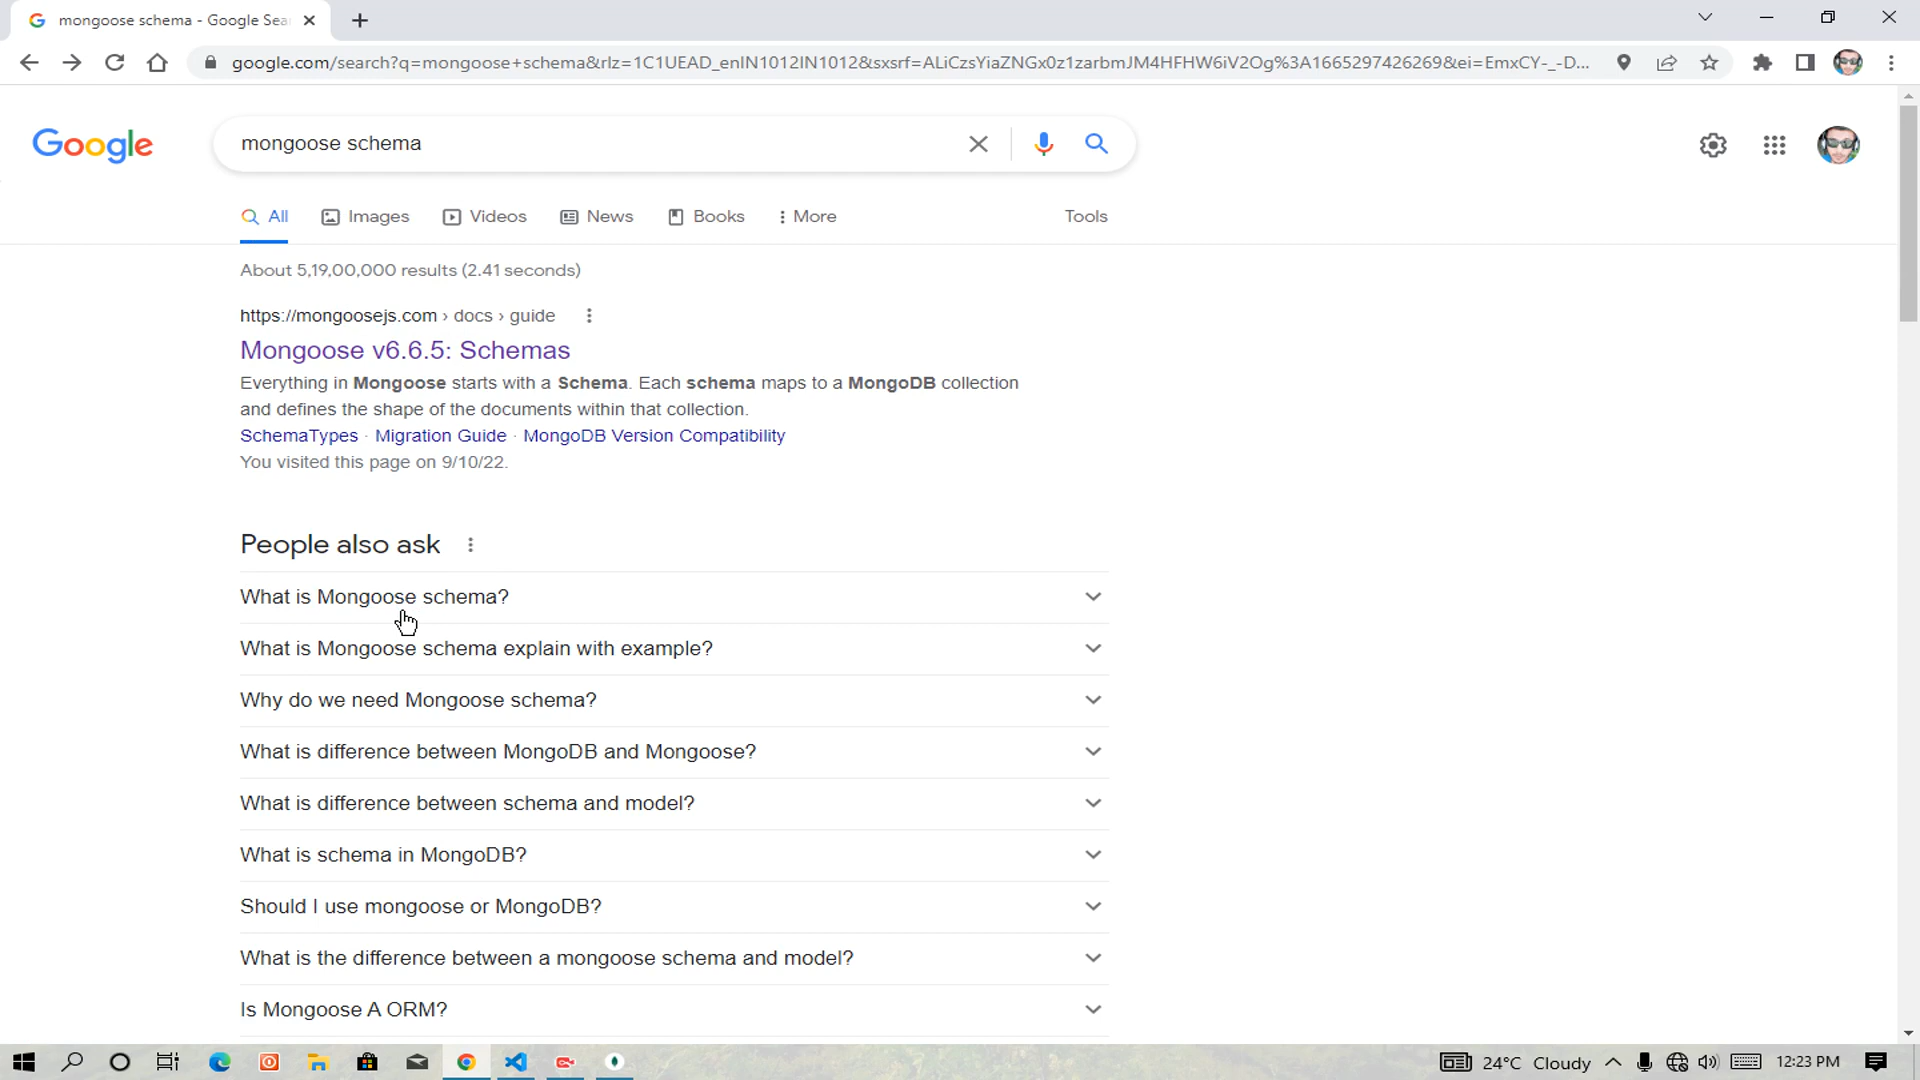 mongoose schema - Google Sea
google.com/search?q=mongoose+schema&rlz=1C1UEAD_enIN1012IN1012&sxsrf=ALiCzsYiaZNGx0z1zarbmJM4HFHW6iV2Og%3A1665297426269&ei=EmxCY-_-D...
Google
mongoose schema
All
Images
Videos
News
Books
More
Tools
About 5,19,00,000 results (2.41 seconds)
https://mongoosejs.com › docs › guide
Mongoose v6.6.5: Schemas
Everything in Mongoose starts with a Schema. Each schema maps to a MongoDB collection
and defines the shape of the documents within that collection.
SchemaTypes · Migration Guide · MongoDB Version Compatibility
You visited this page on 9/10/22.
People also ask
What is Mongoose schema?
What is Mongoose schema explain with example?
Why do we need Mongoose schema?
What is difference between MongoDB and Mongoose?
What is difference between schema and model?
What is schema in MongoDB?
Should I use mongoose or MongoDB?
What is the difference between a mongoose schema and model?
Is Mongoose A ORM?
24°C Cloudy
12:23 PM